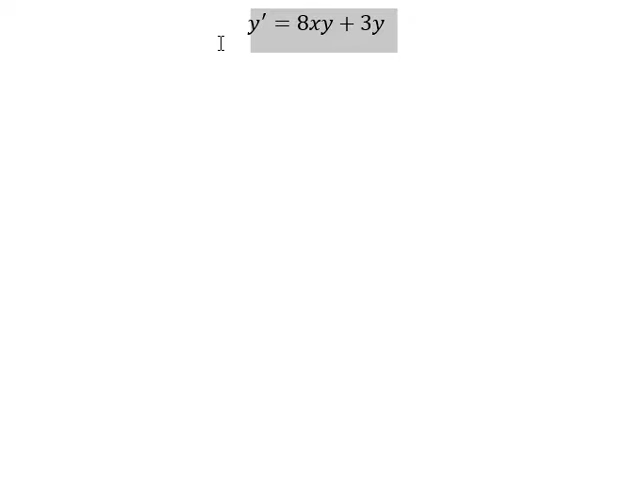 y′ = 8xy + 3y